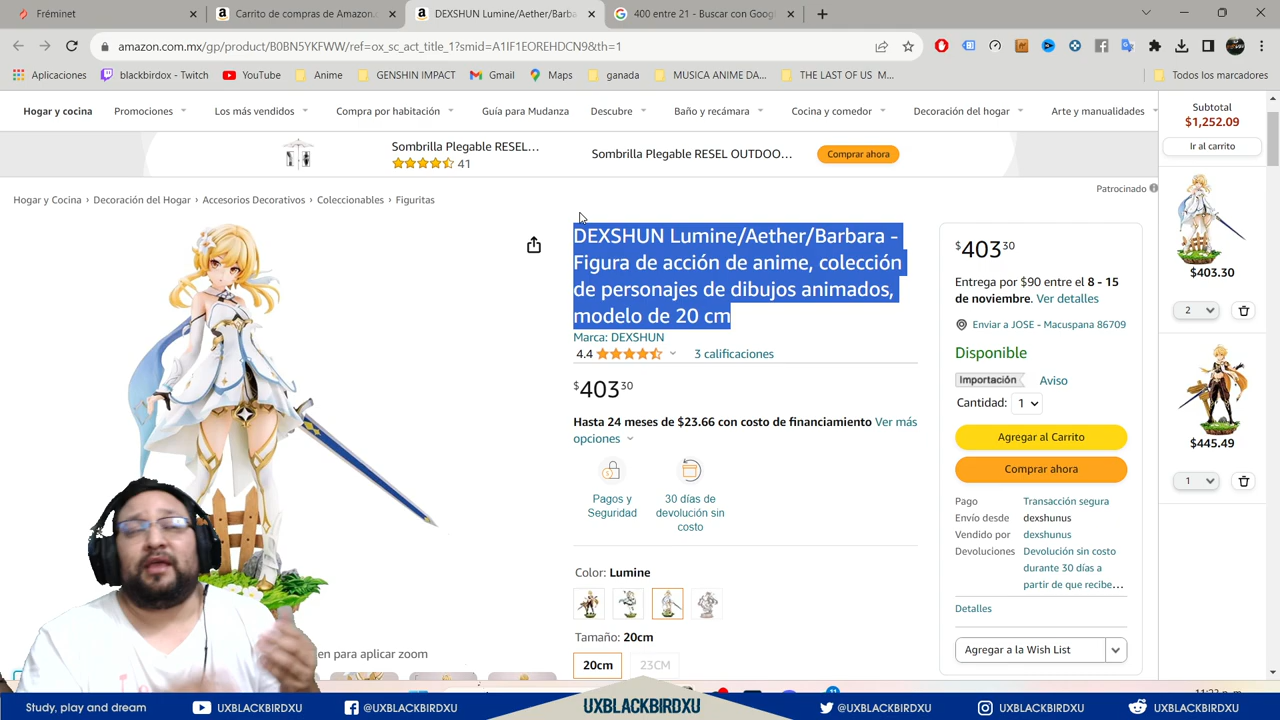 Fréminet
Carrito de compras de Amazon.c
DEXSHUN Lumine/Aether/Barba
400 entre 21 - Buscar con Goog
amazon.com.mx/gp/product/B0BN5YKFWW/ref=ox_sc_act_title_1?smid=A1IF1EOREHDCN9&th=1
Aplicaciones
blackbirdox - Twitch
YouTube
Anime
GENSHIN IMPACT
Gmail
Maps
ganada
MUSICA ANIME DA...
THE LAST OF US M...
Todos los marcadores
Hogar y cocina
Promociones
Los más vendidos
Compra por habitación
Guía para Mudanza
Descubre
Baño y recámara
Cocina y comedor
Decoración del hogar
Arte y manualidades
Subtotal
$1,252.09
Ir al carrito
Sombrilla Plegable RESEL...
41
Sombrilla Plegable RESEL OUTDOO...
Comprar ahora
Patrocinado
Hogar y Cocina › Decoración del Hogar › Accesorios Decorativos › Coleccionables › Figuritas
DEXSHUN Lumine/Aether/Barbara -
Figura de acción de anime, colección
de personajes de dibujos animados,
modelo de 20 cm
Marca: DEXSHUN
4.4
3 calificaciones
$403 30
Hasta 24 meses de $23.66 con costo de financiamiento Ver más
opciones
Pagos y
Seguridad
30 días de
devolución sin
costo
Color: Lumine
Tamaño: 20cm
20cm
23CM
en para aplicar zoom
$403 30
Entrega por $90 entre el 8 - 15
de noviembre. Ver detalles
Enviar a JOSE - Macuspana 86709
Disponible
Importación
Aviso
Cantidad: 1
Agregar al Carrito
Comprar ahora
Pago Transacción segura
Envío desde dexshunus
Vendido por dexshunus
Devoluciones Devolución sin costo
durante 30 días a
partir de que recibe...
Detalles
Agregar a la Wish List
$403.30
2
$445.49
1
Study, play and dream
UXBLACKBIRDXU
@UXBLACKBIRDXU
UXBLACKBIRDXU
@UXBLACKBIRDXU
UXBLACKBIRDXU
UXBLACKBIRDXU